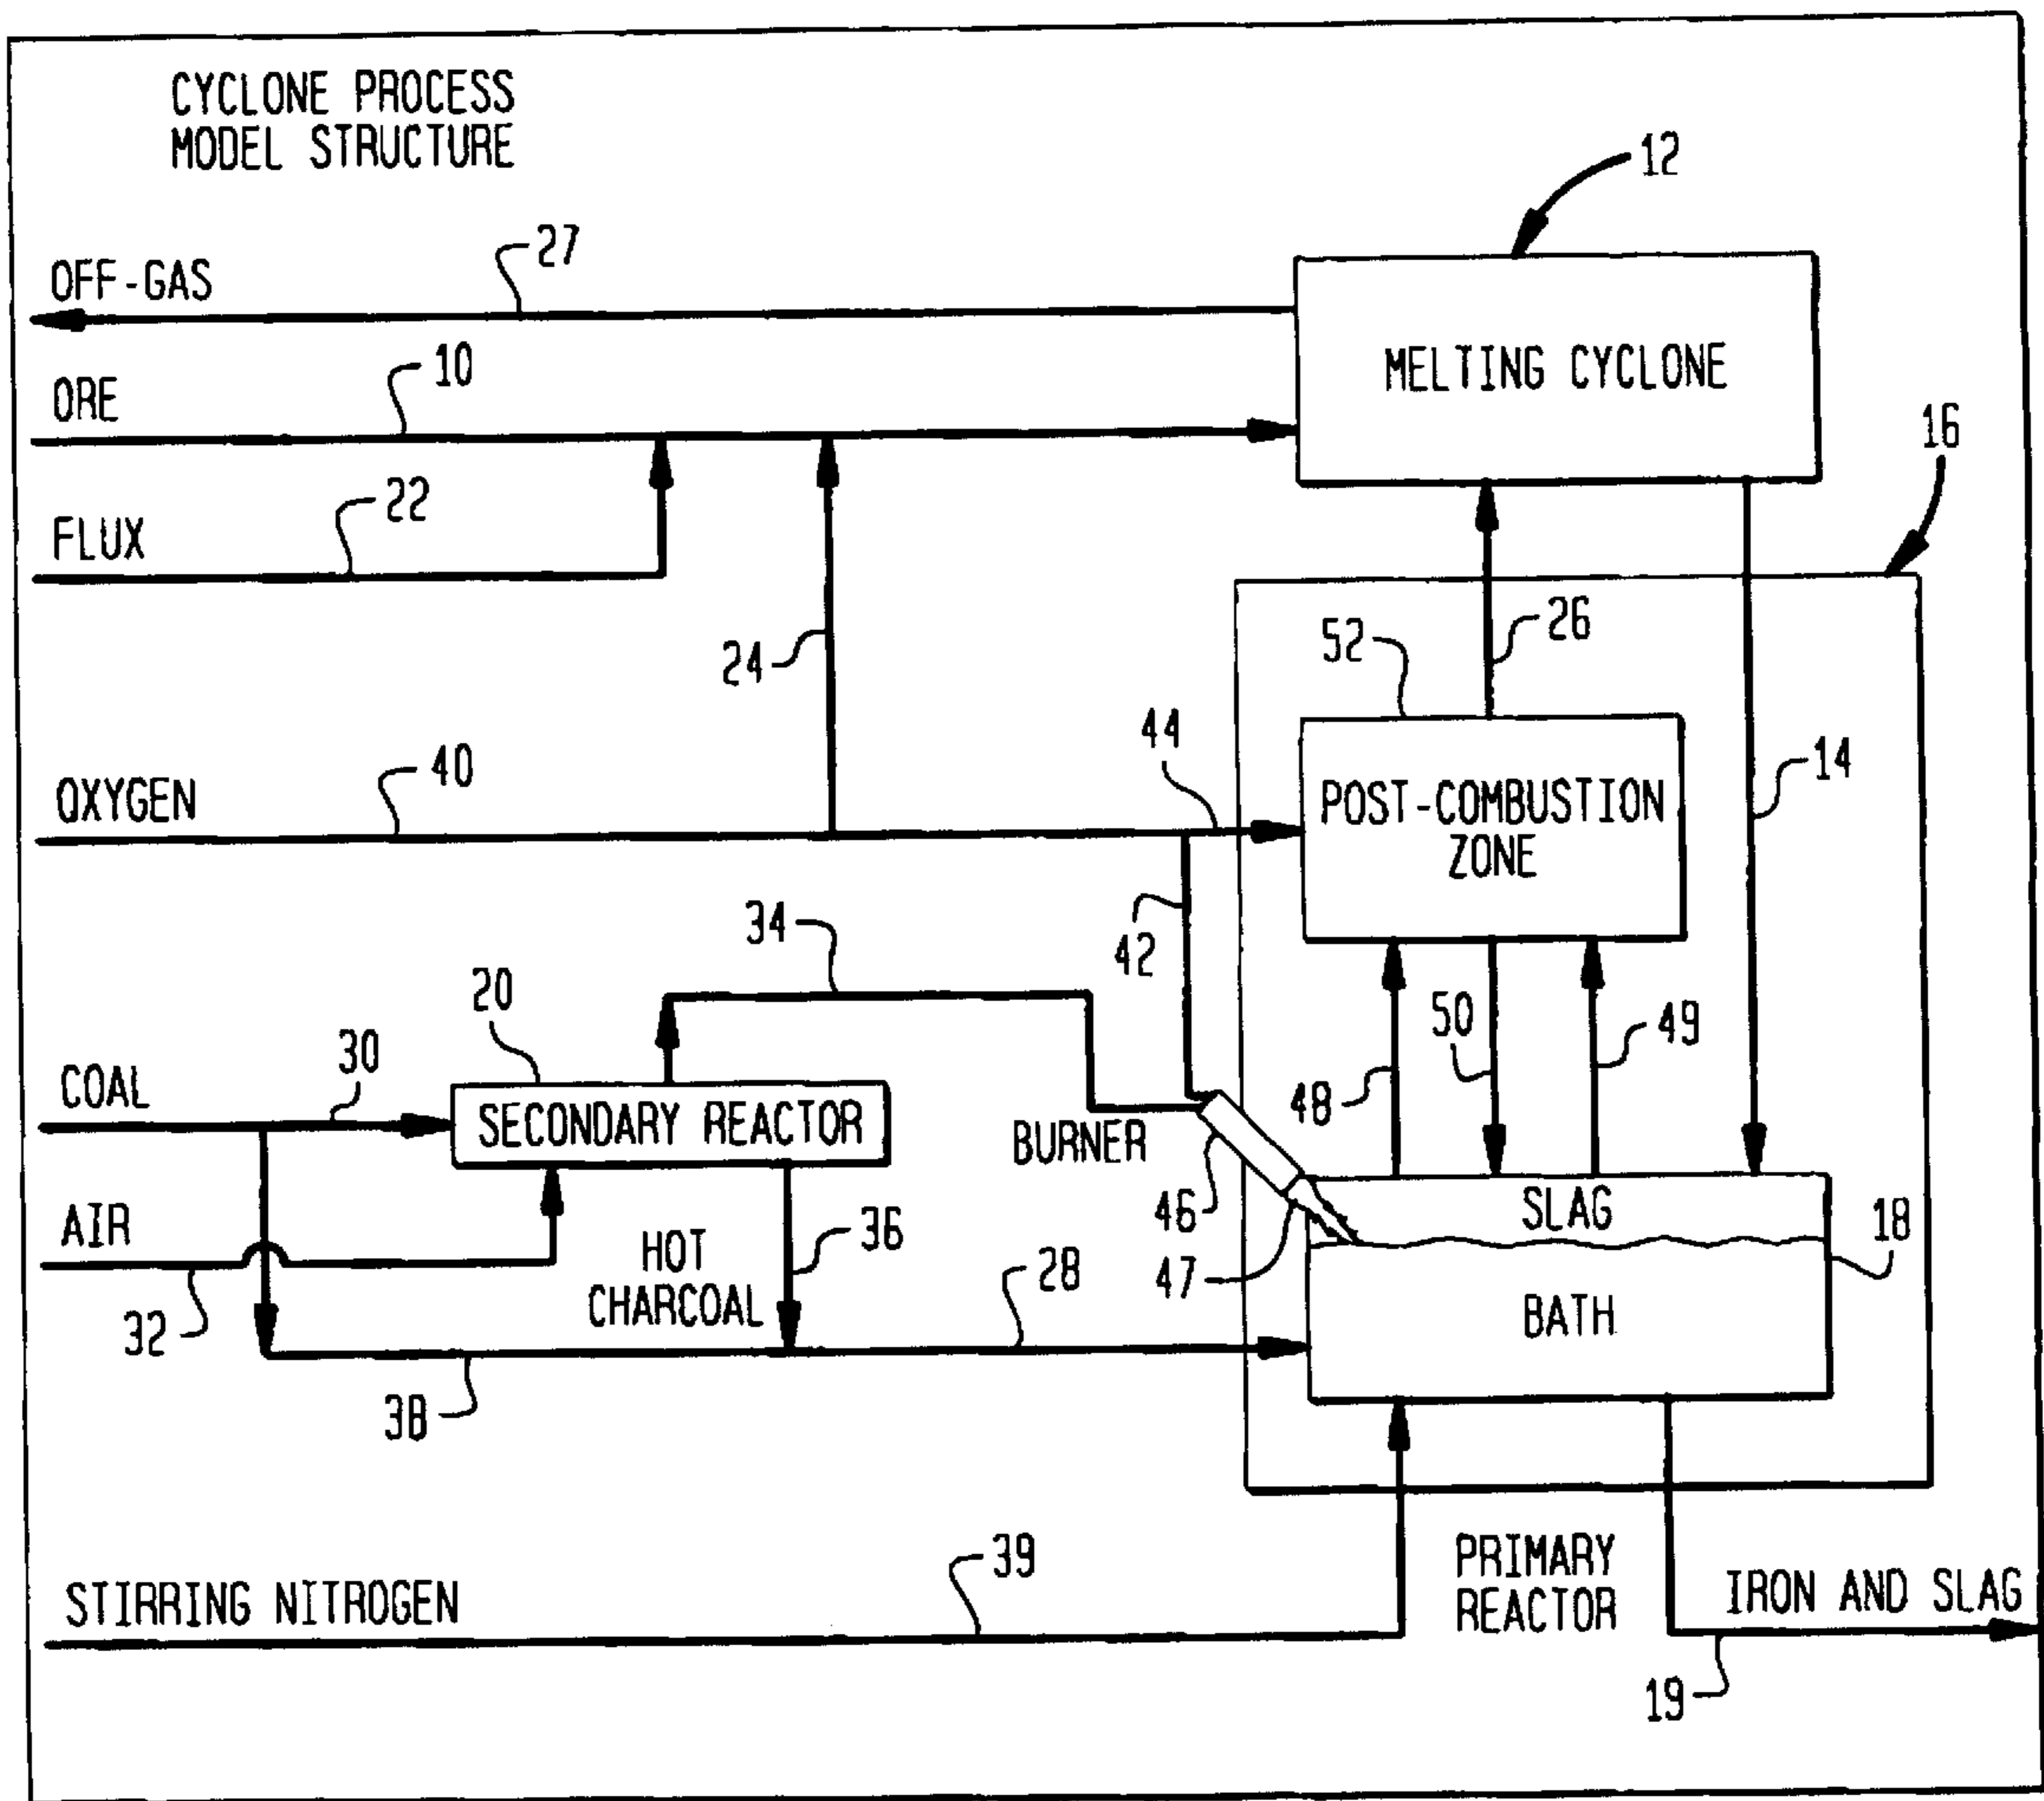 CYCLONE PROCESS
MODEL STRUCTURE
12
27
OFF-GAS
MELTING CYCLONE
10
ORE
16
22
FLUX
26
52
24
44
14
40
OXYGEN
POST-COMBUSTION
ZONE
34
42
20
50
49
30
COAL
48
SECONDARY REACTOR
BURNER
46
SLAG
18
AIR
36
HOT
CHARCOAL
28
47
32
BATH
38
39
PRIMARY
REACTOR
STIRRING NITROGEN
IRON AND SLAG
19